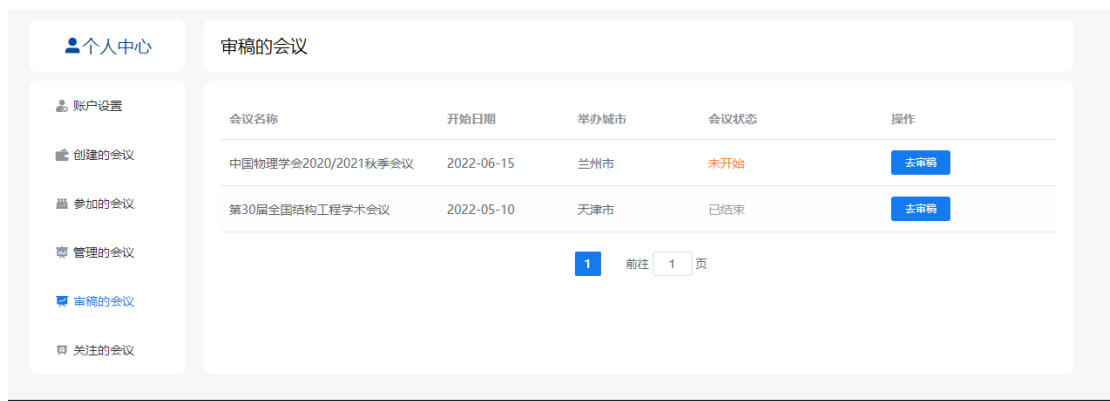 个人中心
审稿的会议
账户设置
创建的会议
参加的会议
管理的会议
审稿的会议
关注的会议
会议名称 开始日期 举办城市 会议状态 操作
中国物理学会2020/2021秋季会议 2022-06-15 兰州市 未开始 去审稿
第30届全国结构工程学术会议 2022-05-10 天津市 已结束 去审稿
1 前往 1 页